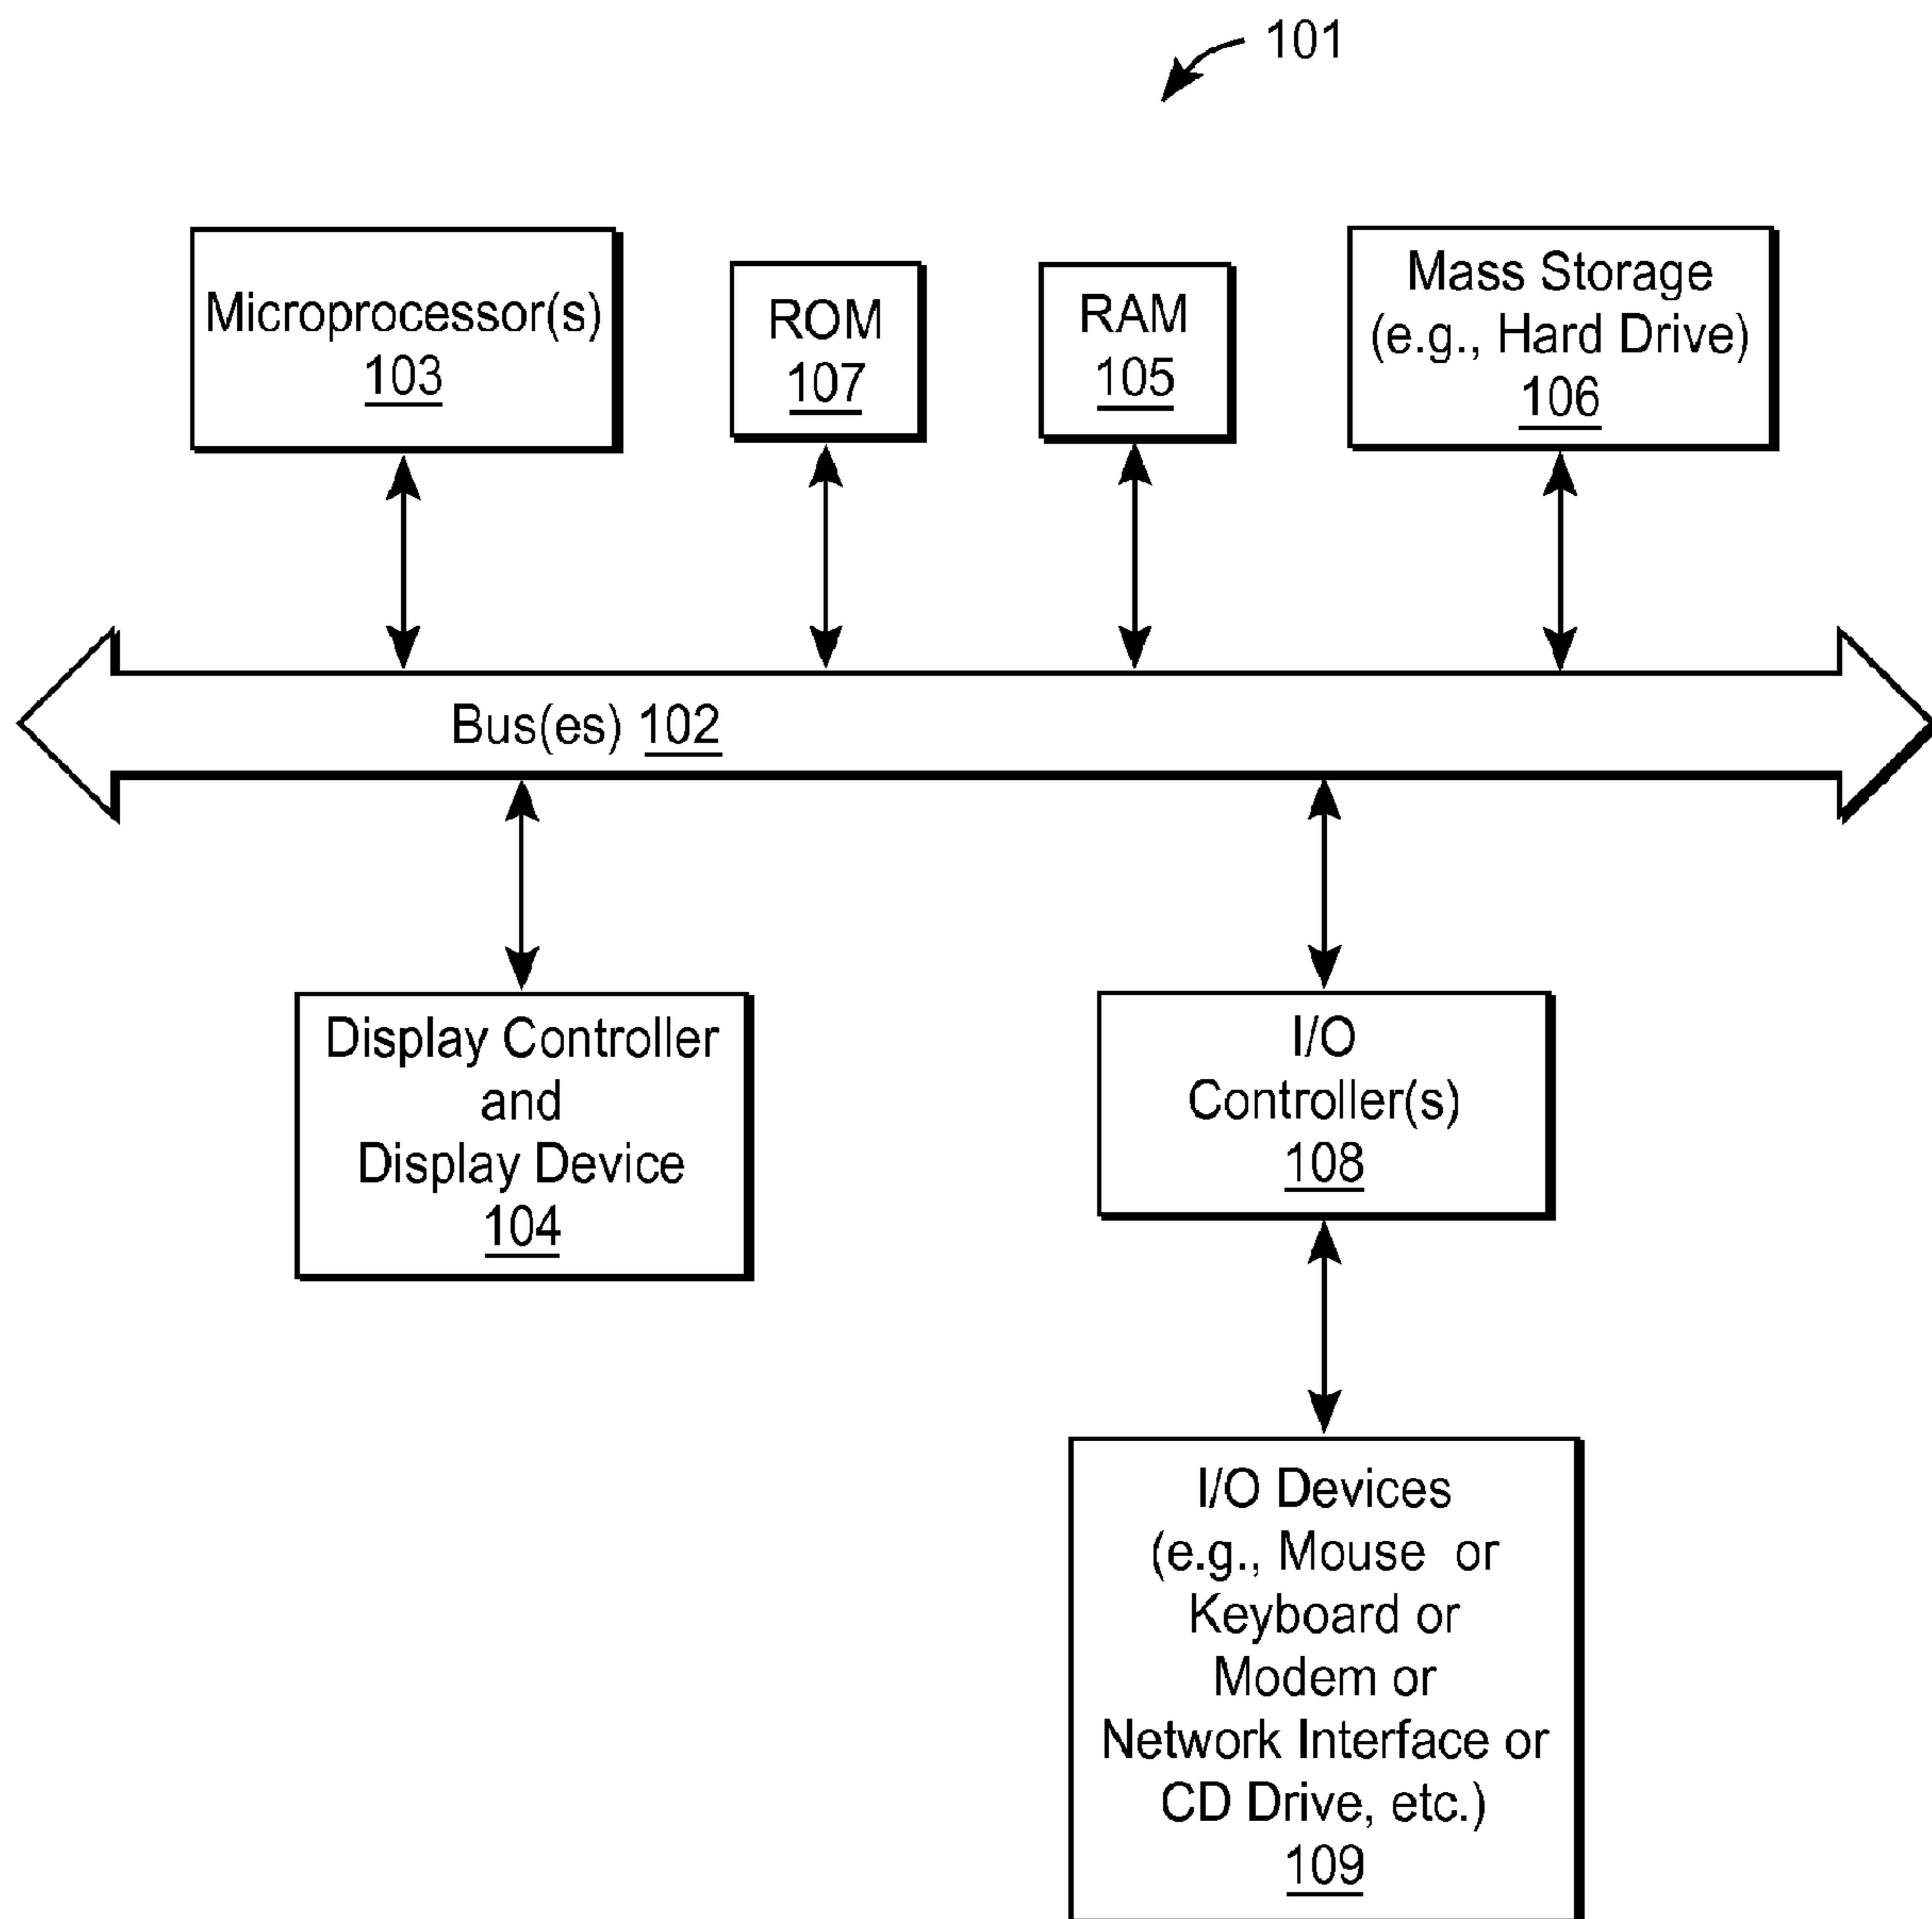 101
Microprocessor(s)
103
ROM
107
RAM
105
Mass Storage
(e.g., Hard Drive)
106
Bus(es) 102
Display Controller
and
Display Device
104
I/O
Controller(s)
108
I/O Devices
(e.g., Mouse or
Keyboard or
Modem or
Network Interface or
CD Drive, etc.)
109